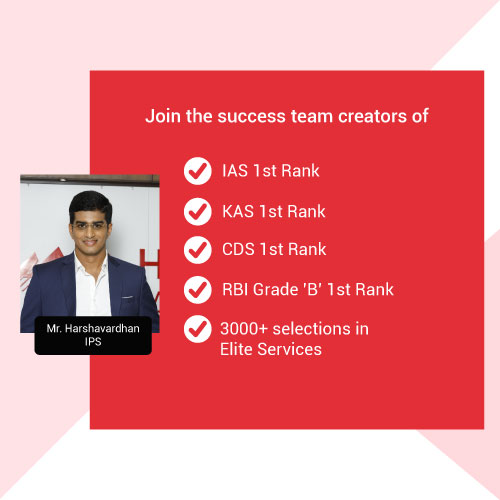 Join the success team creators of
IAS 1st Rank
KAS 1st Rank
CDS 1st Rank
RBI Grade 'B' 1st Rank
3000+ selections in
Elite Services
Mr. Harshavardhan
IPS